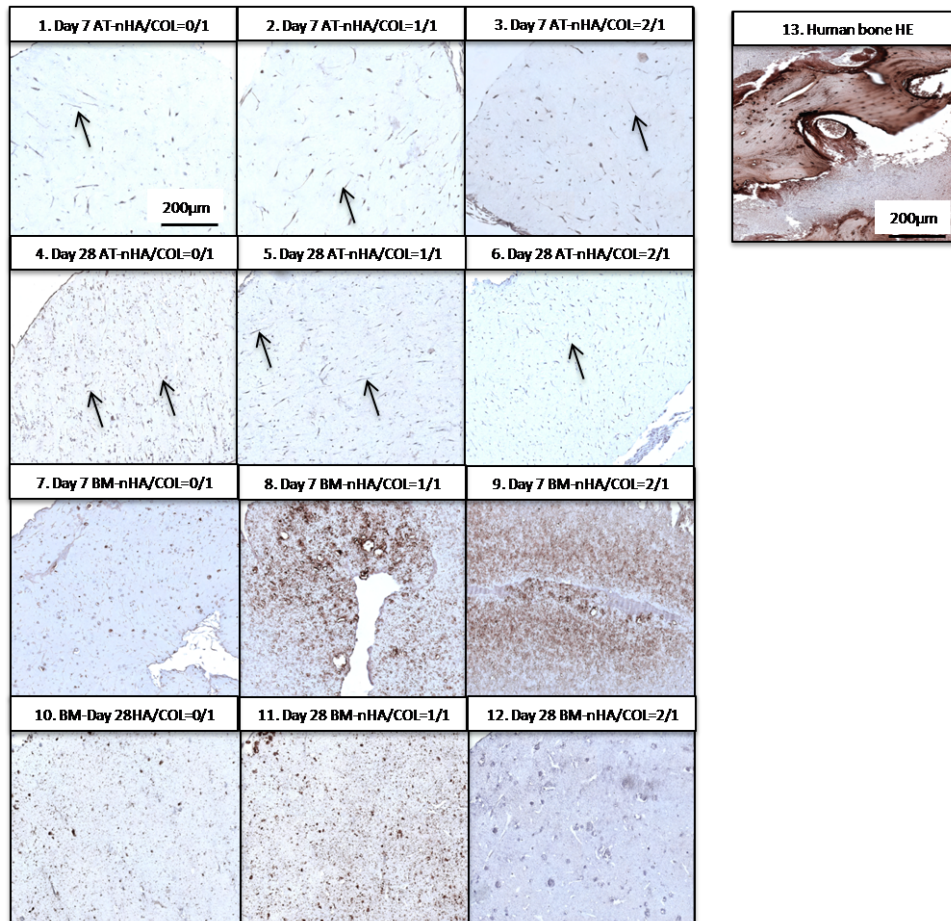 1. Day 7 AT-nHA/COL=0/1
2. Day 7 AT-nHA/COL=1/1
3. Day 7 AT-nHA/COL=2/1
13. Human bone HE
200µm
200µm
4. Day 28 AT-nHA/COL=0/1
5. Day 28 AT-nHA/COL=1/1
6. Day 28 AT-nHA/COL=2/1
7. Day 7 BM-nHA/COL=0/1
8. Day 7 BM-nHA/COL=1/1
9. Day 7 BM-nHA/COL=2/1
10. BM-Day 28HA/COL=0/1
11. Day 28 BM-nHA/COL=1/1
12. Day 28 BM-nHA/COL=2/1